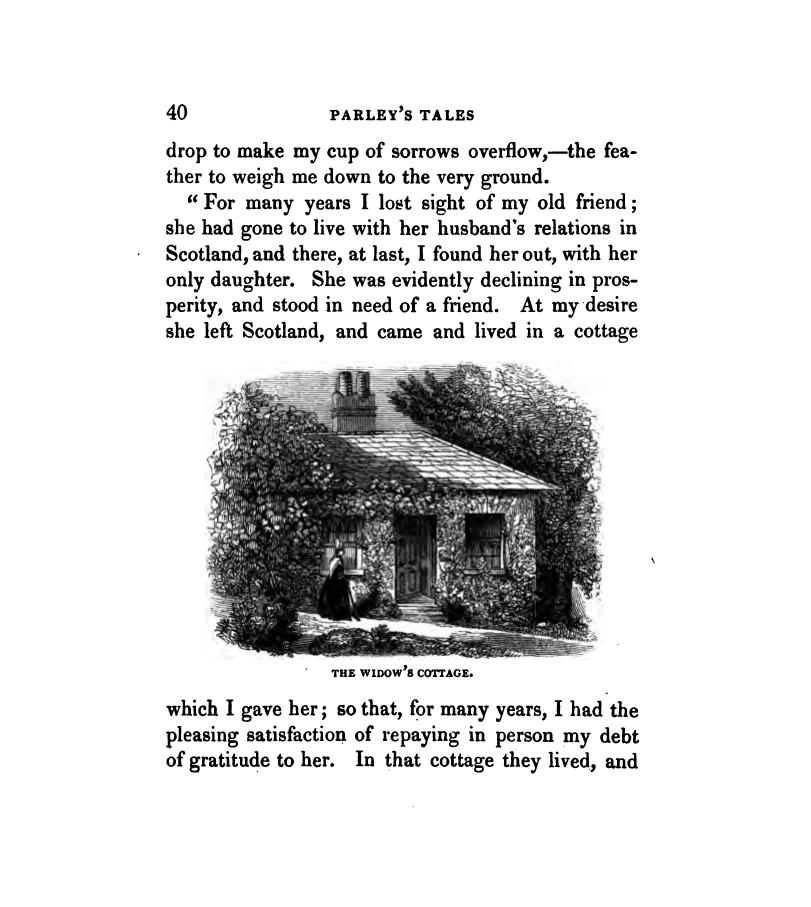 40 PARLEY'S TALES
drop to make my cup of sorrows overflow,—the fea-
ther to weigh me down to the very ground.
“ For many years I lost sight of my old friend ;
she had gone to live with her husband's relations in
Scotland, and there, at last, I found her out, with her
only daughter. She was evidently declining in pros-
perity, and stood in need of a friend. At my desire
she left Scotland, and came and lived in a cottage
THE WIDOW'S COTTAGE.
which I gave her ; so that, for many years, I had the
pleasing satisfaction of repaying in person my debt
of gratitude to her. In that cottage they lived, and